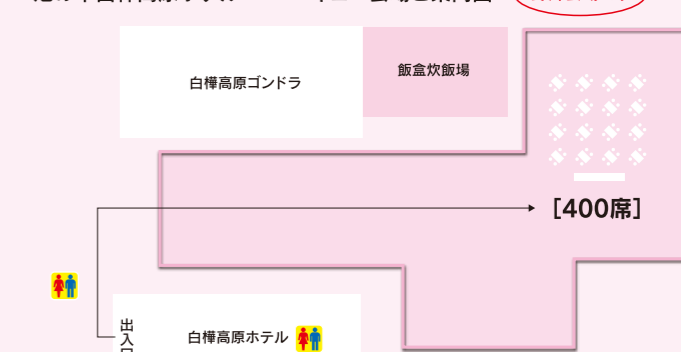 白樺高原ゴンドラ
飯盒炊飯場
［400席］
白樺高原ホテル
出入口